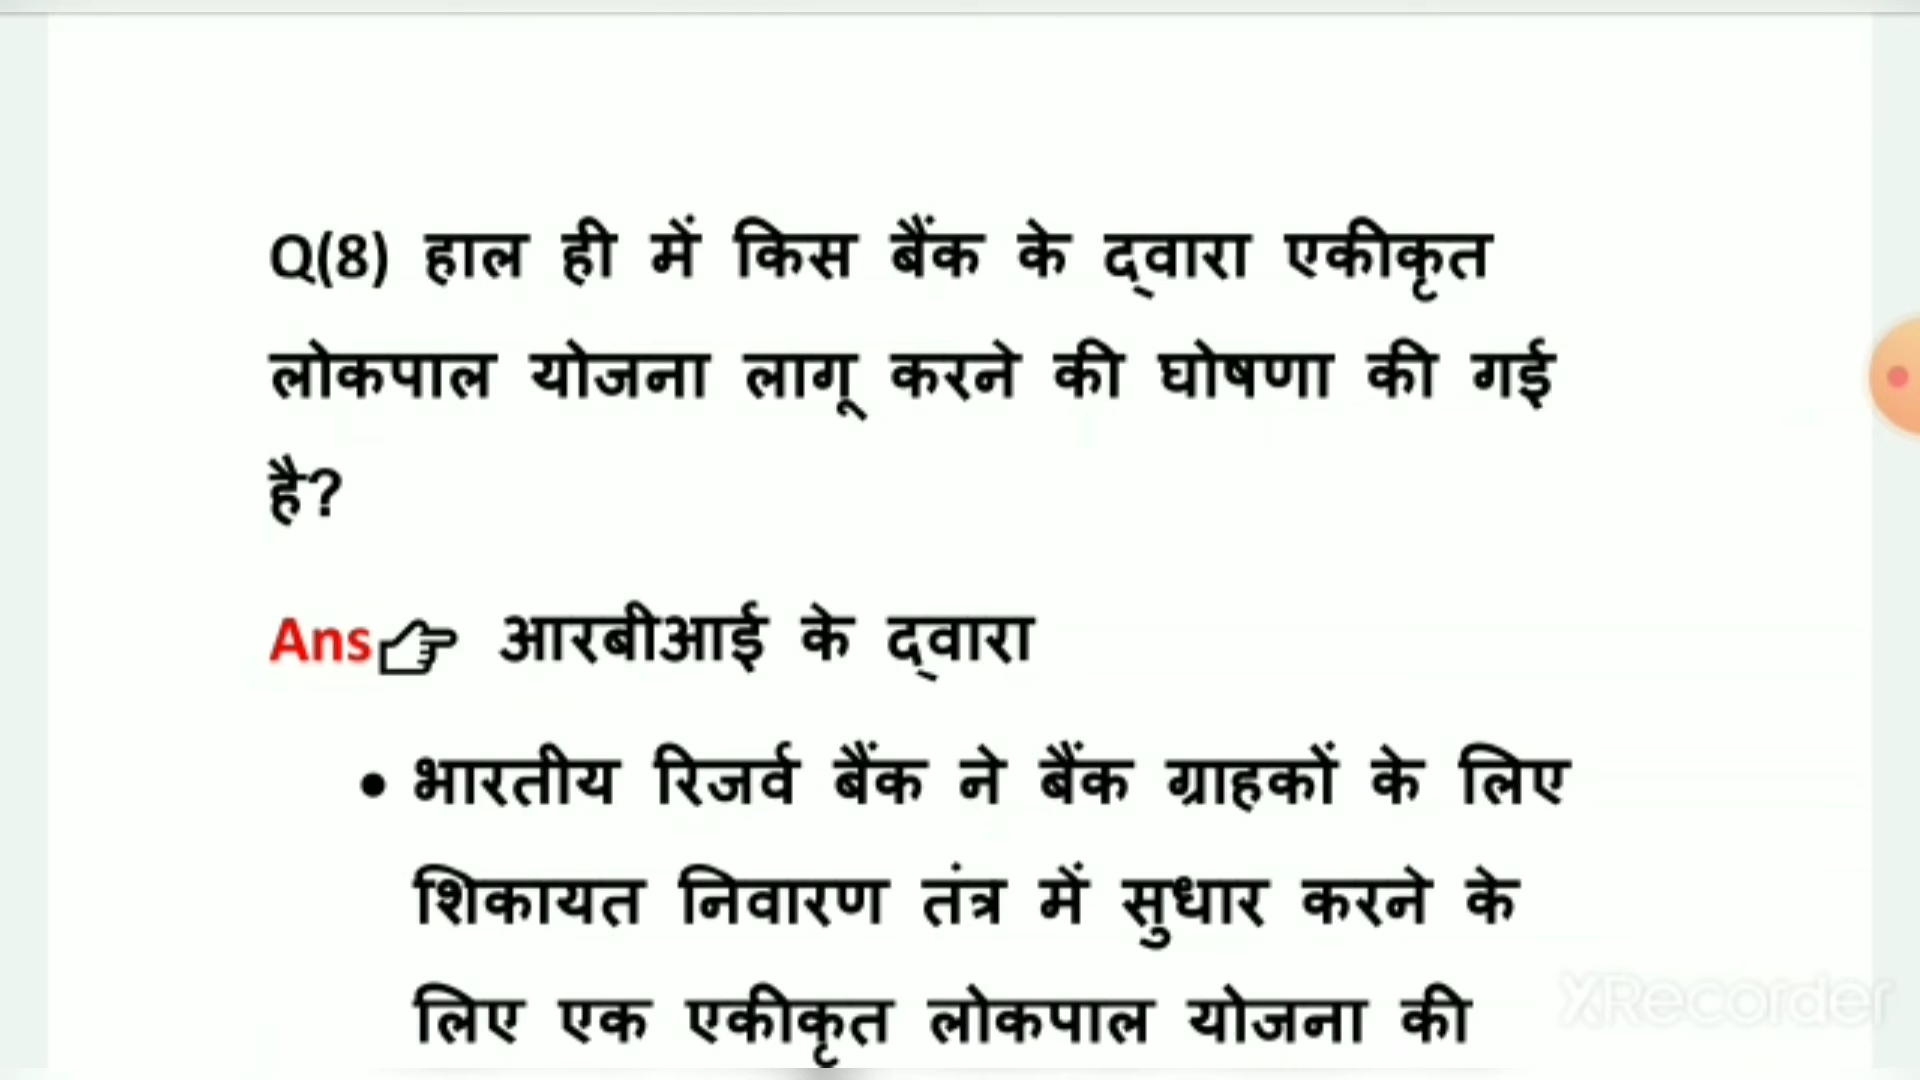 Q(8) हाल ही में किस बैंक के द्वारा एकीकृत
लोकपाल योजना लागू करने की घोषणा की गई
है?
Ans👉 आरबीआई के द्वारा
• भारतीय रिजर्व बैंक ने बैंक ग्राहकों के लिए
शिकायत निवारण तंत्र में सुधार करने के
लिए एक एकीकृत लोकपाल योजना की
XRecorder